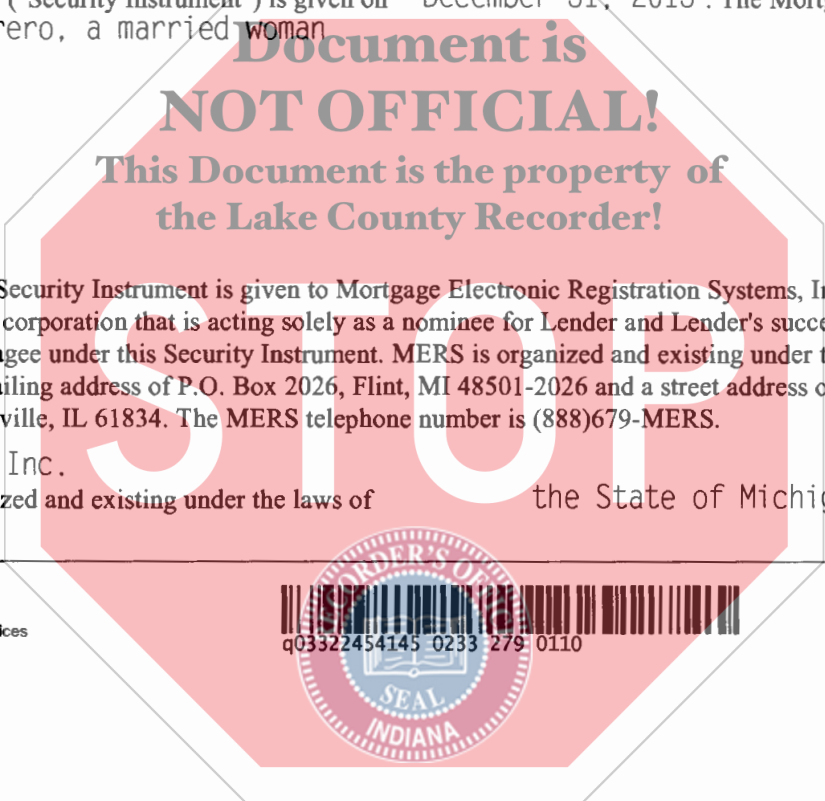 ("Security Instrument") is given on December 31, 2015. The Mort
rero, a married woman
Document is
NOT OFFICIAL!
This Document is the property of
the Lake County Recorder!
Security Instrument is given to Mortgage Electronic Registration Systems, In
corporation that is acting solely as a nominee for Lender and Lender's succe
agee under this Security Instrument. MERS is organized and existing under t
iling address of P.O. Box 2026, Flint, MI 48501-2026 and a street address o
ville, IL 61834. The MERS telephone number is (888)679-MERS.
STOP
Inc.
zed and existing under the laws of the State of Michig
ices
q03322454145 0233 279 0110
RECORDER'S OFFICE
SEAL
INDIANA